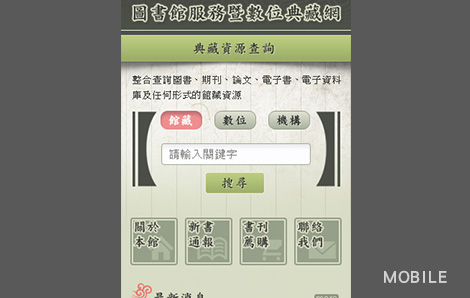 圖書館服務暨數位典藏網
典藏資源查詢
整合查詢圖書、期刊、論文、電子書、電子資料
庫及任何形式的館藏資源
館藏 數位 機構
請輸入關鍵字
搜尋
關於 新書 書刊 聯絡
本館 通報 薦購 我們
最新消息
MOBILE